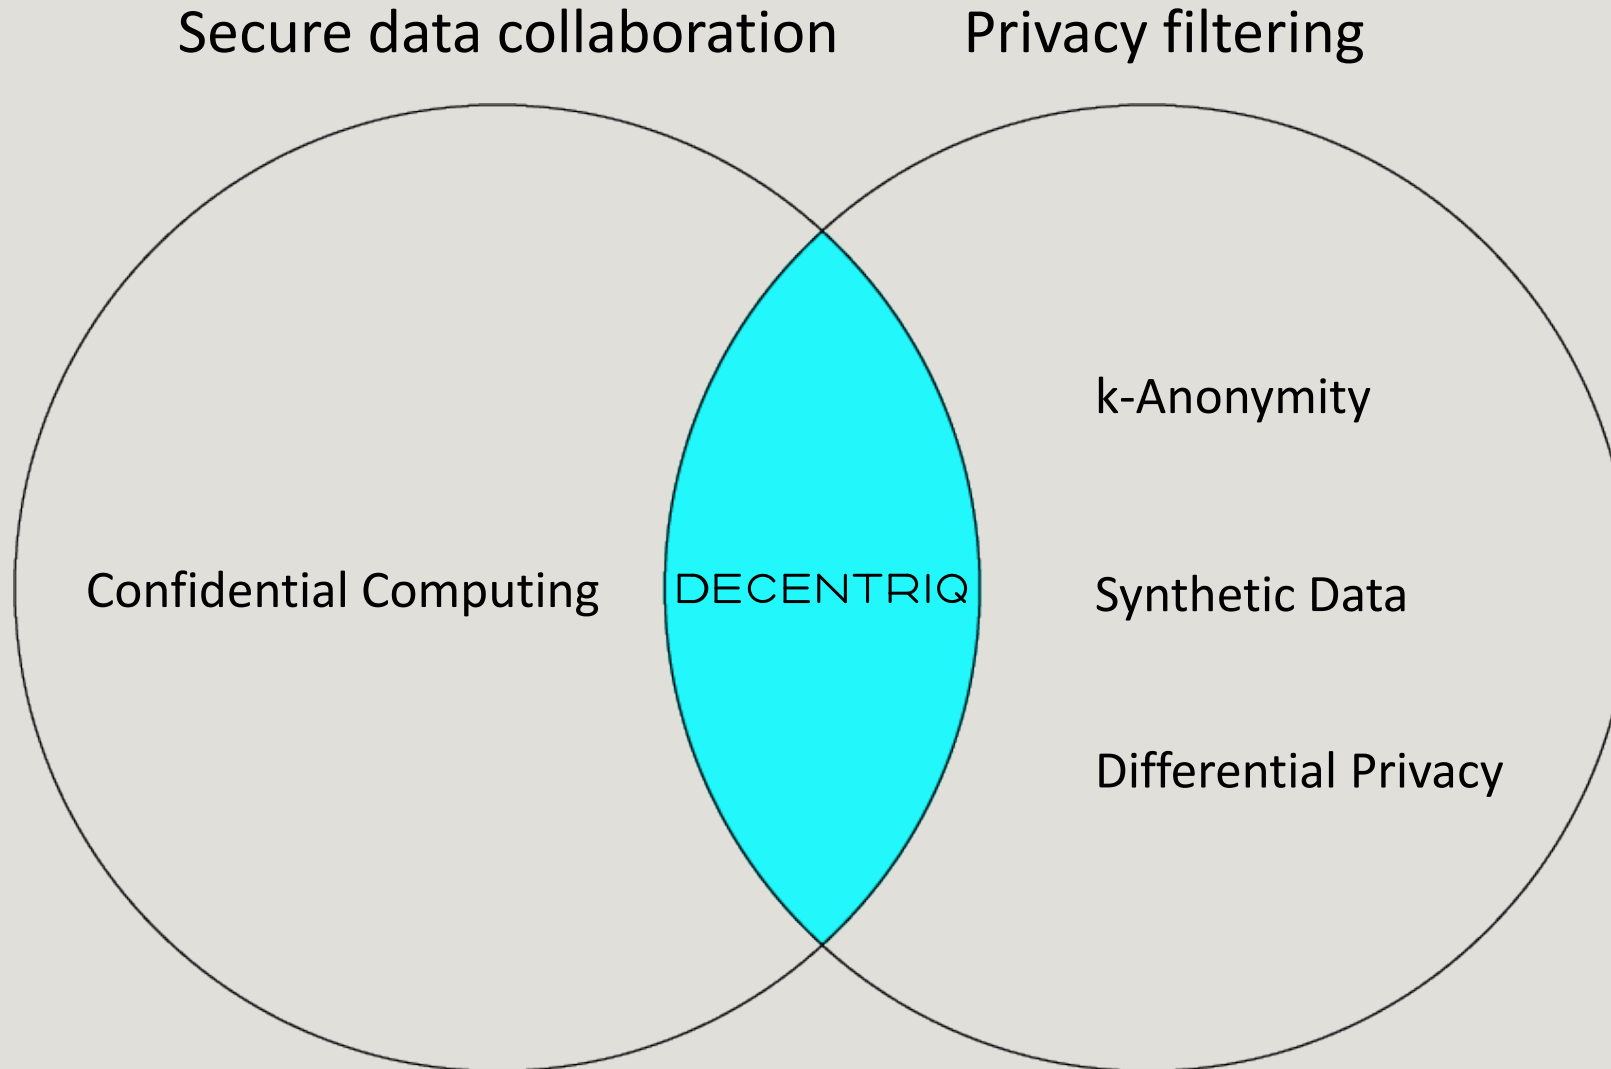 Secure data collaboration
Privacy filtering
k-Anonymity
Confidential Computing
DECENTRIQ
Synthetic Data
Differential Privacy